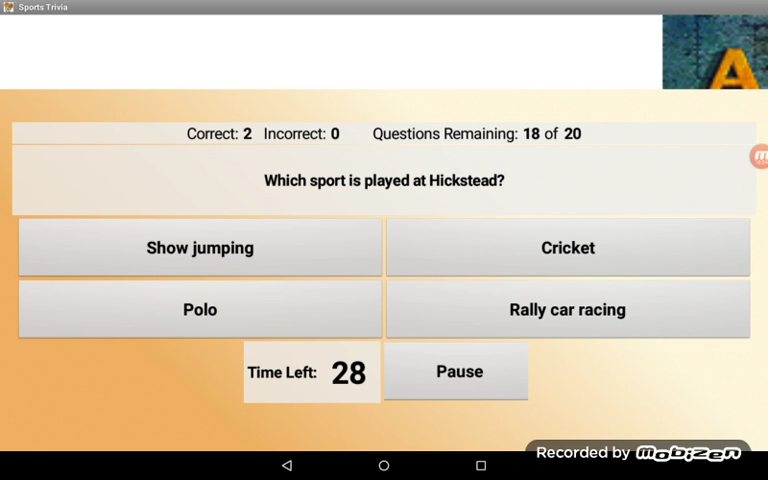 Sports Trivia
A
Correct: 2 Incorrect: 0 Questions Remaining: 18 of 20
Which sport is played at Hickstead?
Show jumping
Cricket
Polo
Rally car racing
Time Left: 28
Pause
Recorded by mobizen